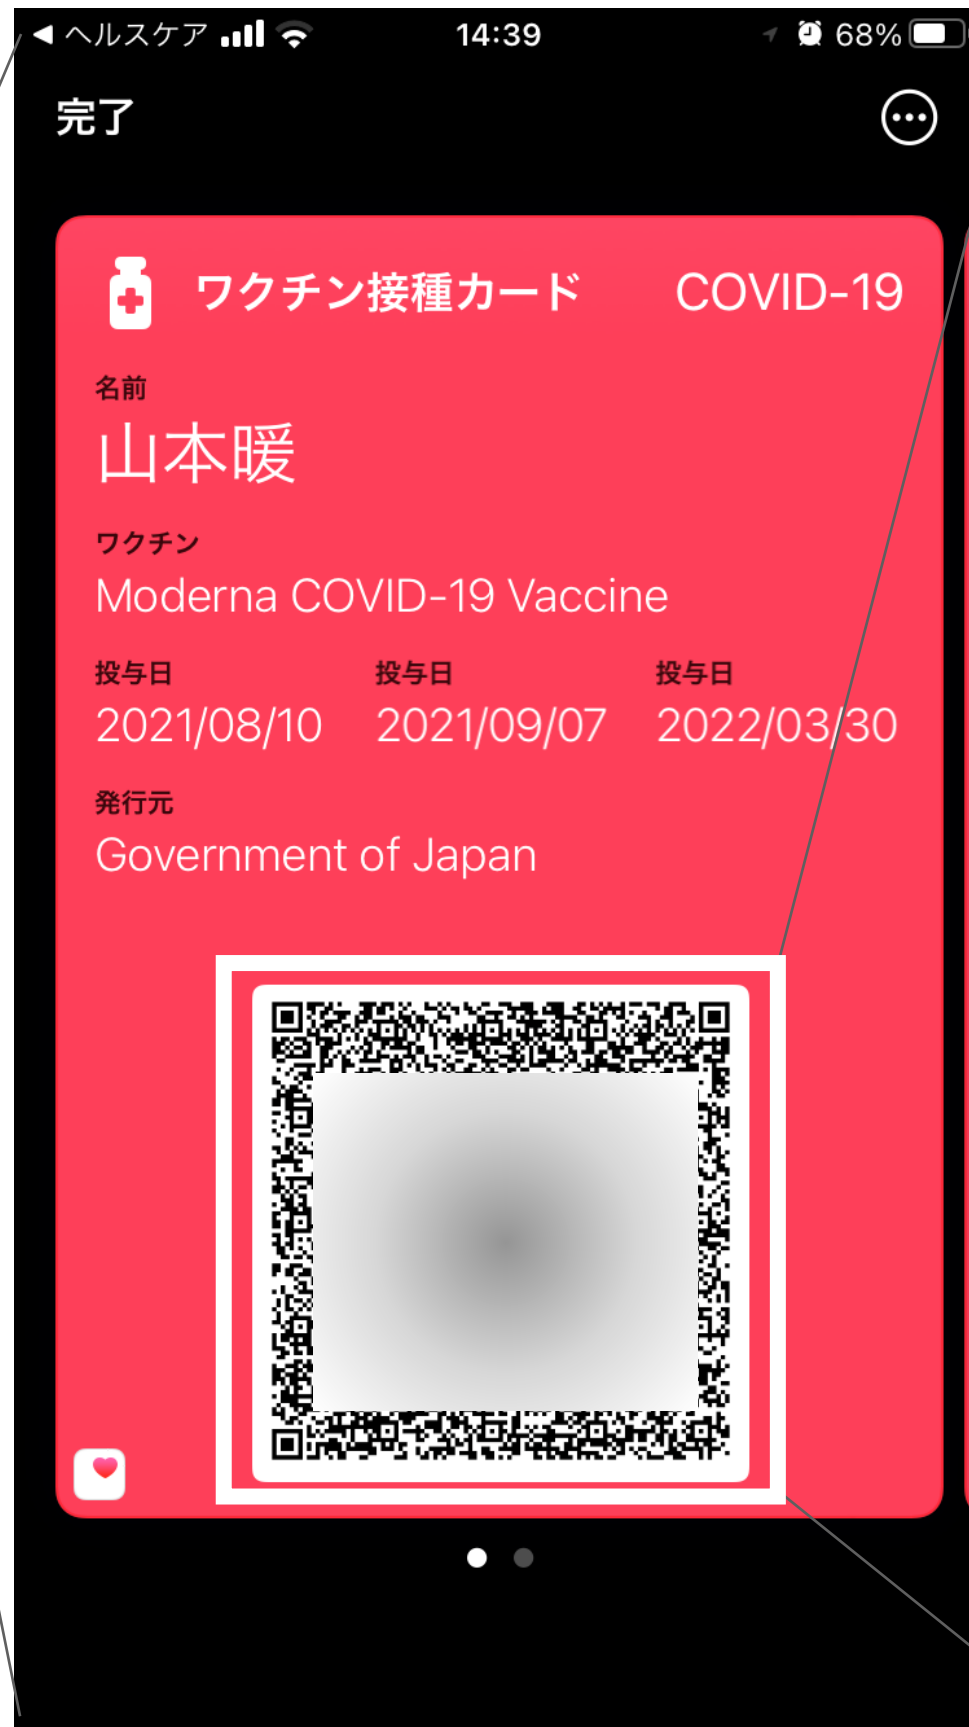 ◀ ヘルスケア 14:39 68%
完了
ワクチン接種カード COVID-19
名前
山本暖
ワクチン
Moderna COVID-19 Vaccine
投与日 投与日 投与日
2021/08/10 2021/09/07 2022/03/30
発行元
Government of Japan